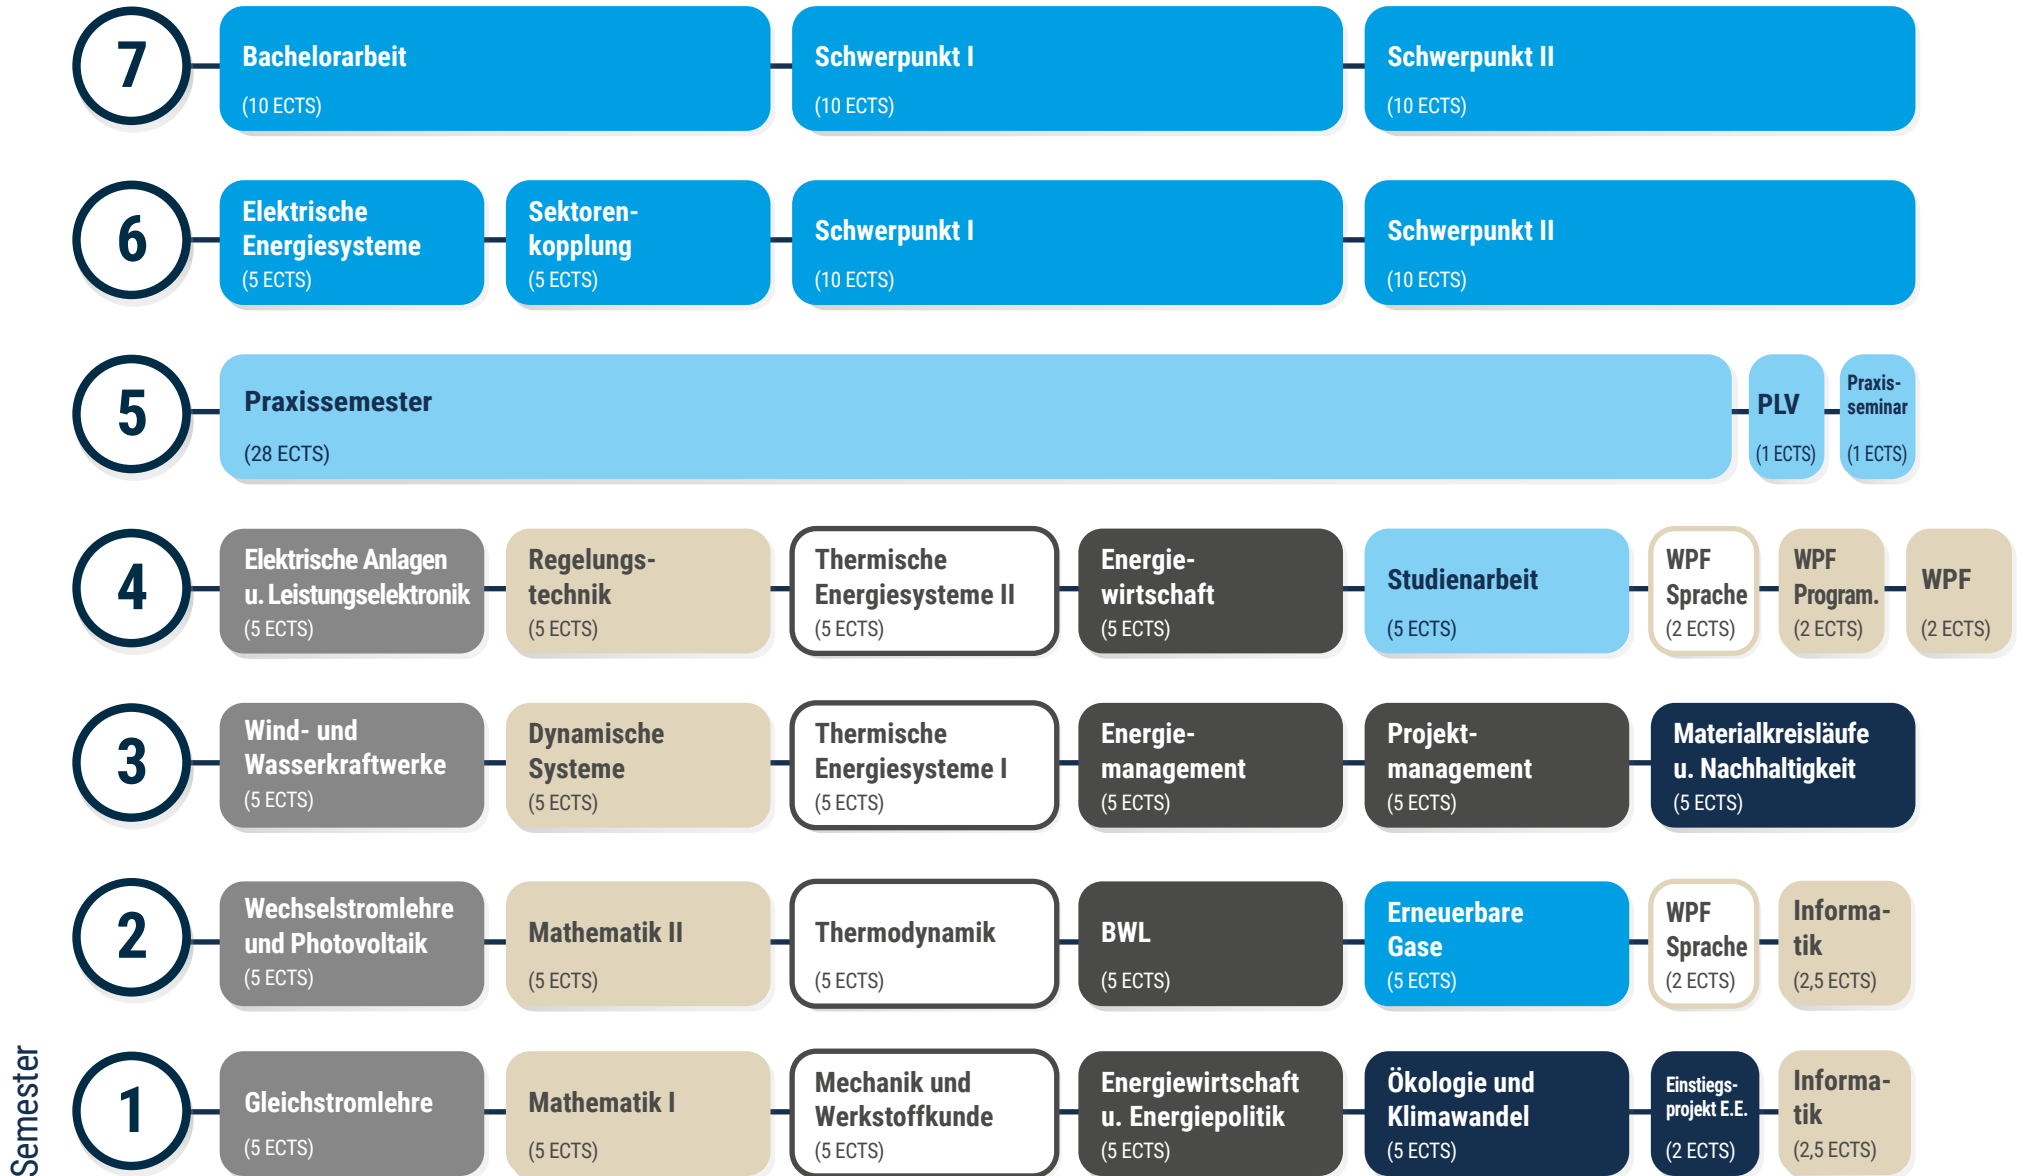 7
Bachelorarbeit
(10 ECTS)
Schwerpunkt I
(10 ECTS)
Schwerpunkt II
(10 ECTS)
6
Elektrische
Energiesysteme
(5 ECTS)
Sektoren-
kopplung
(5 ECTS)
Schwerpunkt I
(10 ECTS)
Schwerpunkt II
(10 ECTS)
5
Praxissemester
(28 ECTS)
PLV
(1 ECTS)
Praxis-
seminar
(1 ECTS)
4
Elektrische Anlagen
u. Leistungselektronik
(5 ECTS)
Regelungs-
technik
(5 ECTS)
Thermische
Energiesysteme II
(5 ECTS)
Energie-
wirtschaft
(5 ECTS)
Studienarbeit
(5 ECTS)
WPF
Sprache
(2 ECTS)
WPF
Program.
(2 ECTS)
WPF
(2 ECTS)
3
Wind- und
Wasserkraftwerke
(5 ECTS)
Dynamische
Systeme
(5 ECTS)
Thermische
Energiesysteme I
(5 ECTS)
Energie-
management
(5 ECTS)
Projekt-
management
(5 ECTS)
Materialkreisläufe
u. Nachhaltigkeit
(5 ECTS)
2
Wechselstromlehre
und Photovoltaik
(5 ECTS)
Mathematik II
(5 ECTS)
Thermodynamik
(5 ECTS)
BWL
(5 ECTS)
Erneuerbare
Gase
(5 ECTS)
WPF
Sprache
(2 ECTS)
Informa-
tik
(2,5 ECTS)
Semester
1
Gleichstromlehre
(5 ECTS)
Mathematik I
(5 ECTS)
Mechanik und
Werkstoffkunde
(5 ECTS)
Energiewirtschaft
u. Energiepolitik
(5 ECTS)
Ökologie und
Klimawandel
(5 ECTS)
Einstiegs-
projekt E.E.
(2 ECTS)
Informa-
tik
(2,5 ECTS)